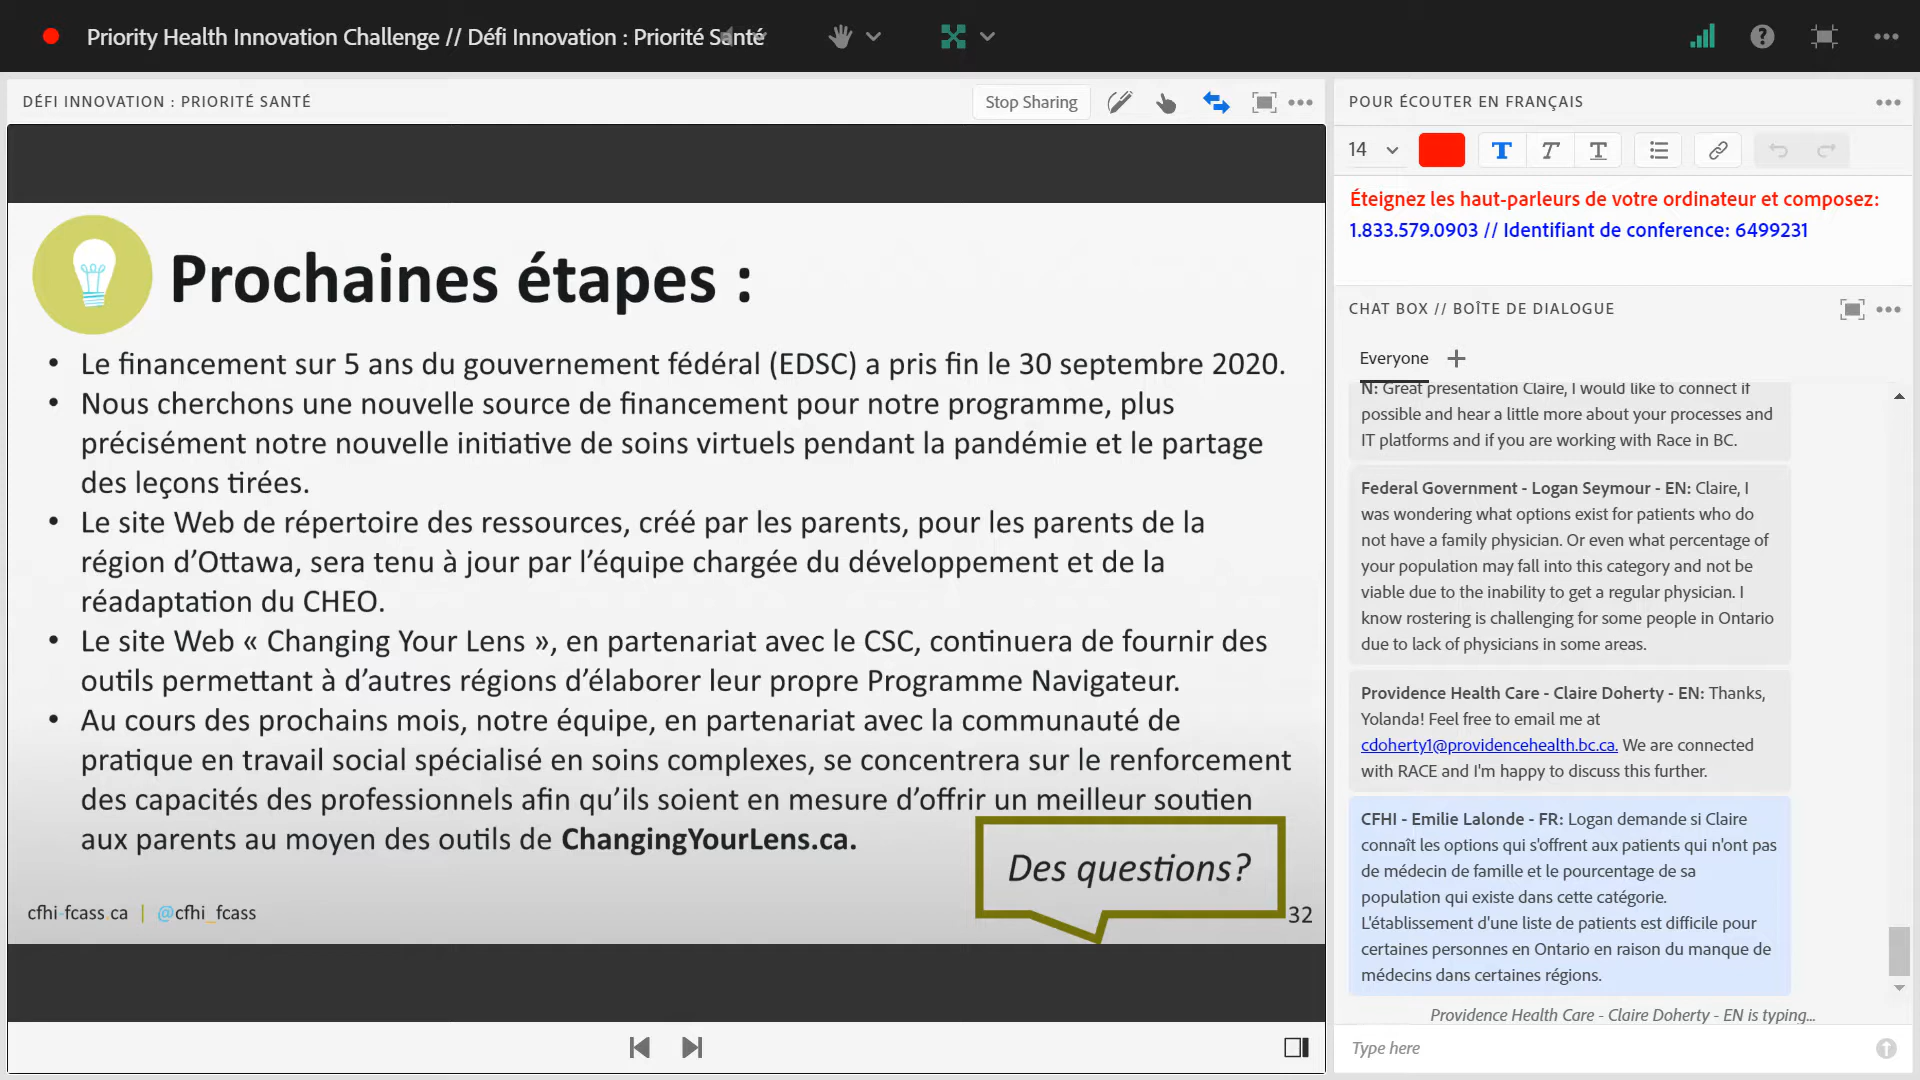 Priority Health Innovation Challenge // Défi Innovation : Priorité Santé
DÉFI INNOVATION : PRIORITÉ SANTÉ
Stop Sharing
Prochaines étapes :
• Le financement sur 5 ans du gouvernement fédéral (EDSC) a pris fin le 30 septembre 2020.
• Nous cherchons une nouvelle source de financement pour notre programme, plus
précisément notre nouvelle initiative de soins virtuels pendant la pandémie et le partage
des leçons tirées.
• Le site Web de répertoire des ressources, créé par les parents, pour les parents de la
région d’Ottawa, sera tenu à jour par l’équipe chargée du développement et de la
réadaptation du CHEO.
• Le site Web « Changing Your Lens », en partenariat avec le CSC, continuera de fournir des
outils permettant à d’autres régions d’élaborer leur propre Programme Navigateur.
• Au cours des prochains mois, notre équipe, en partenariat avec la communauté de
pratique en travail social spécialisé en soins complexes, se concentrera sur le renforcement
des capacités des professionnels afin qu’ils soient en mesure d’offrir un meilleur soutien
aux parents au moyen des outils de ChangingYourLens.ca.
Des questions?
cfhi-fcass.ca | @cfhi_fcass
32
POUR ÉCOUTER EN FRANÇAIS
14
Éteignez les haut-parleurs de votre ordinateur et composez:
1.833.579.0903 // Identifiant de conference: 6499231
CHAT BOX // BOÎTE DE DIALOGUE
Everyone
N: Great presentation Claire, I would like to connect if
possible and hear a little more about your processes and
IT platforms and if you are working with Race in BC.
Federal Government - Logan Seymour - EN: Claire, I
was wondering what options exist for patients who do
not have a family physician. Or even what percentage of
your population may fall into this category and not be
viable due to the inability to get a regular physician. I
know rostering is challenging for some people in Ontario
due to lack of physicians in some areas.
Providence Health Care - Claire Doherty - EN: Thanks,
Yolanda! Feel free to email me at
cdoherty1@providencehealth.bc.ca. We are connected
with RACE and I'm happy to discuss this further.
CFHI - Emilie Lalonde - FR: Logan demande si Claire
connaît les options qui s'offrent aux patients qui n'ont pas
de médecin de famille et le pourcentage de sa
population qui existe dans cette catégorie.
L'établissement d'une liste de patients est difficile pour
certaines personnes en Ontario en raison du manque de
médecins dans certaines régions.
Providence Health Care - Claire Doherty - EN is typing...
Type here